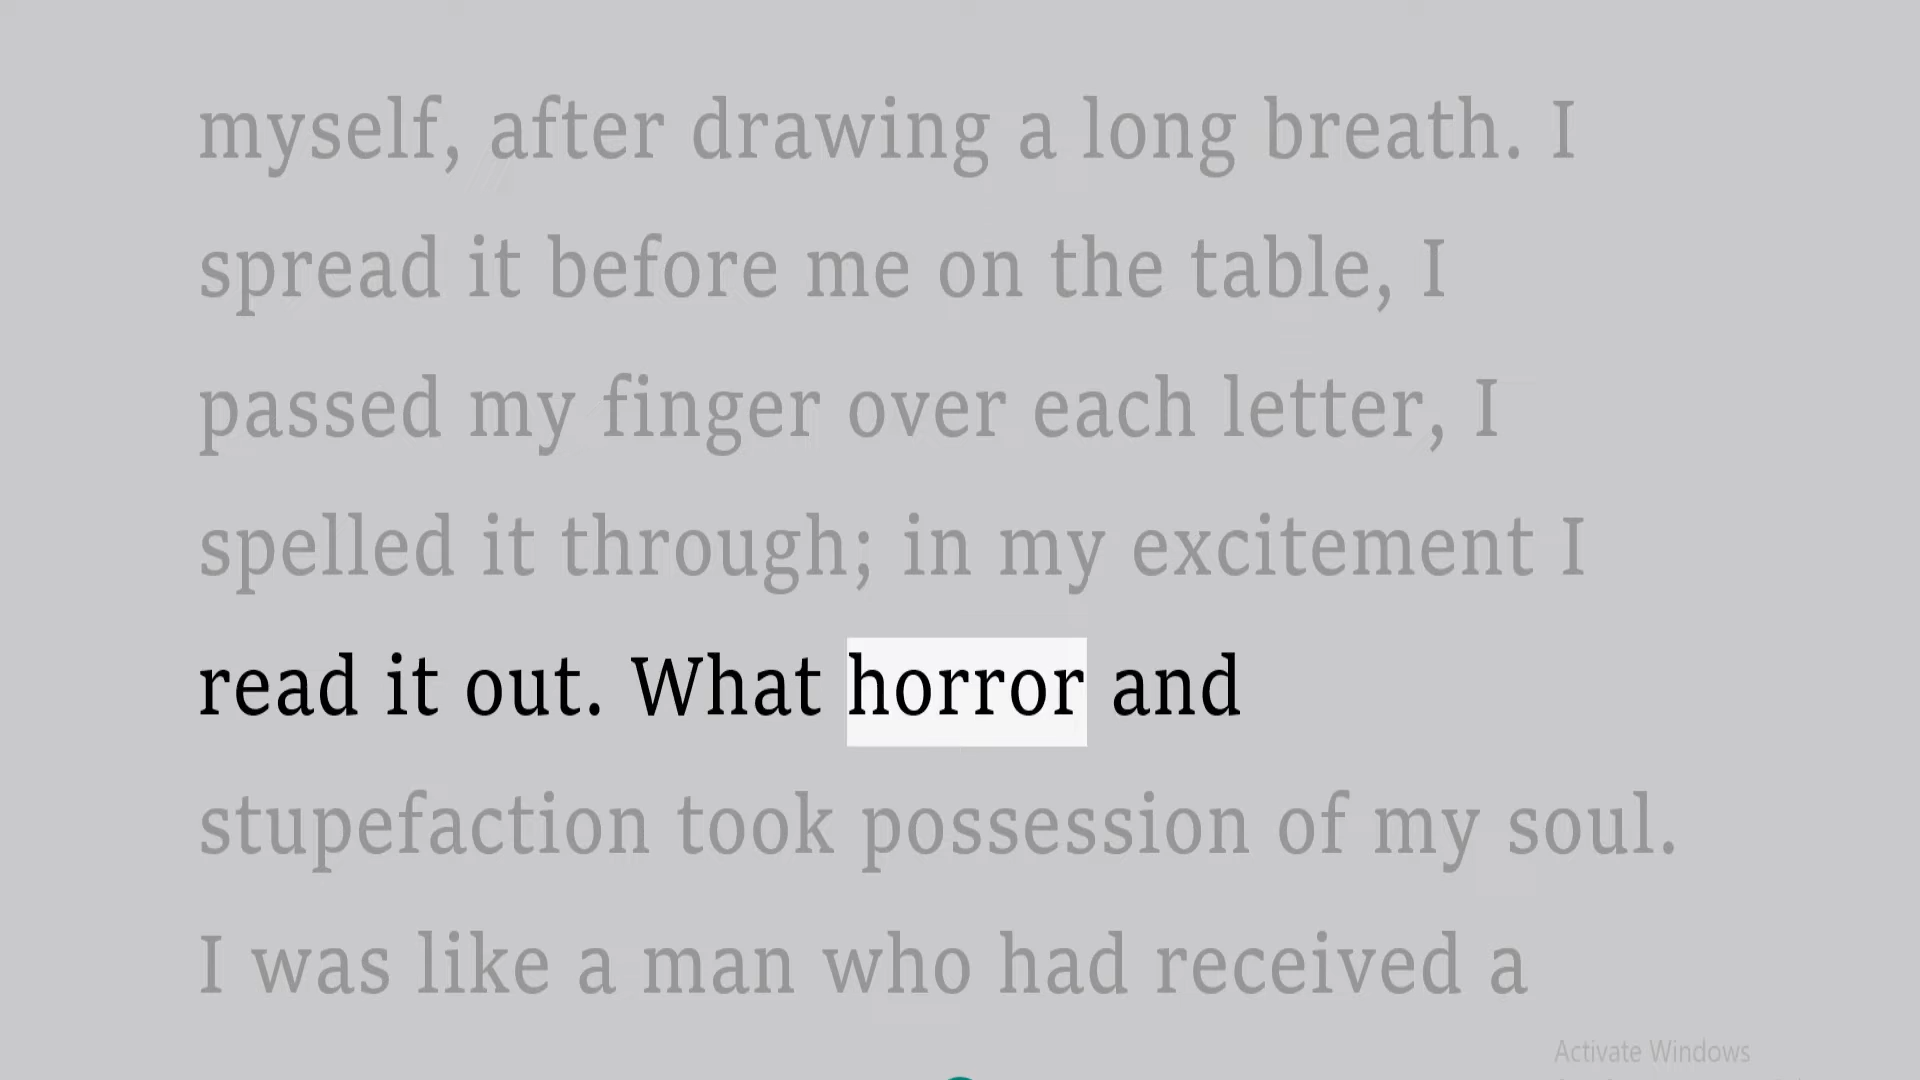 myself, after drawing a long breath. I
spread it before me on the table, I
passed my finger over each letter, I
spelled it through; in my excitement I
read it out. What horror and
stupefaction took possession of my soul.
I was like a man who had received a
Activate Windows